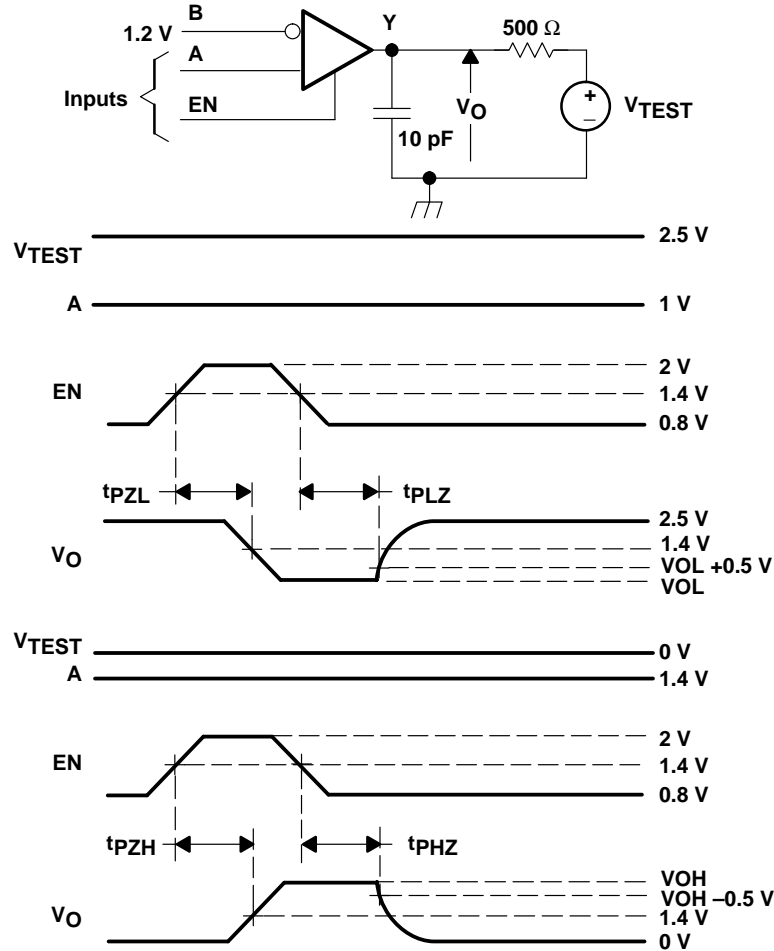 B
Y
500 Ω
1.2 V
A
Inputs
EN
+
VO
VTEST
–
10 pF
2.5 V
VTEST
A
1 V
2 V
EN
1.4 V
0.8 V
tPZL
tPLZ
2.5 V
1.4 V
VO
VOL +0.5 V
VOL
VTEST
0 V
A
1.4 V
2 V
EN
1.4 V
0.8 V
tPZH
tPHZ
VOH
VOH –0.5 V
VO
1.4 V
0 V